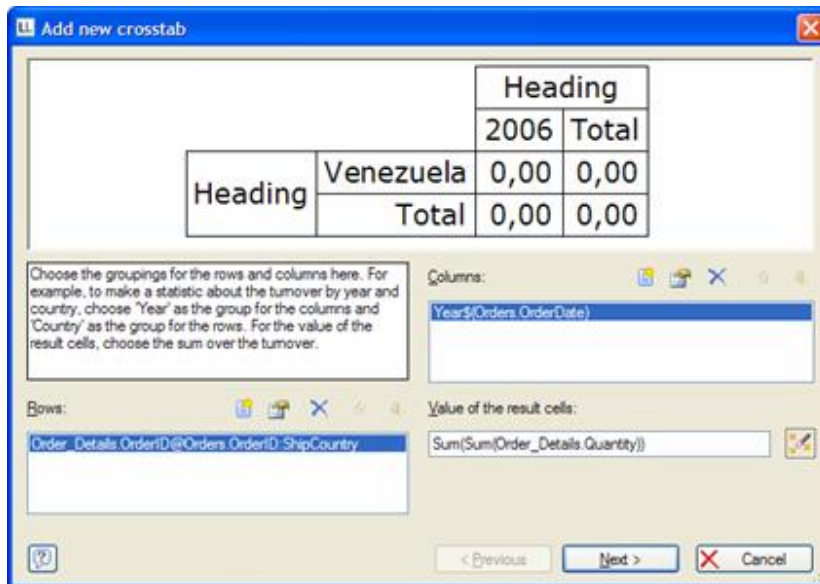 LL Add new crosstab
Heading
2006 Total
Heading Venezuela 0,00 0,00
Total 0,00 0,00
Choose the groupings for the rows and columns here. For
example, to make a statistic about the turnover by year and
country, choose 'Year' as the group for the columns and
'Country' as the group for the rows. For the value of the
result cells, choose the sum over the turnover.
Columns:
Year$(Orders.OrderDate)
Rows:
Order_Details.OrderID@Orders.OrderID:ShipCountry
Value of the result cells:
Sum(Sum(Order_Details.Quantity))
< Previous
Next >
Cancel